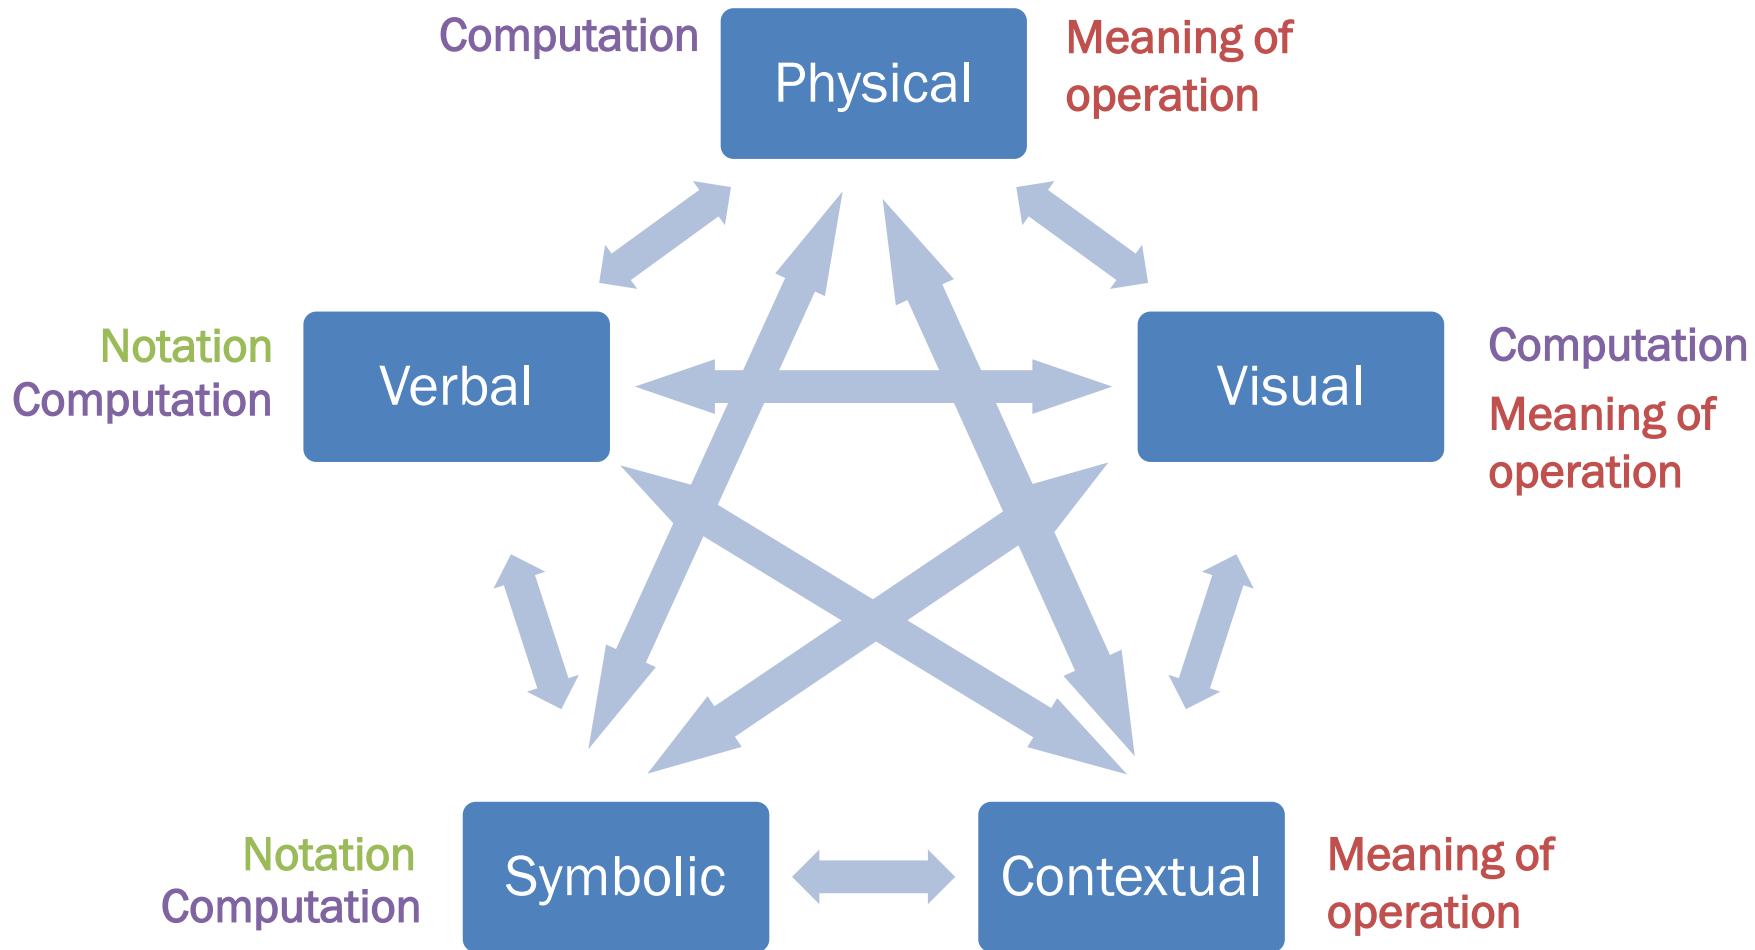 Computation
Physical
Meaning of
operation
Notation
Computation
Verbal
Visual
Computation
Meaning of
operation
Notation
Computation
Symbolic
Contextual
Meaning of
operation